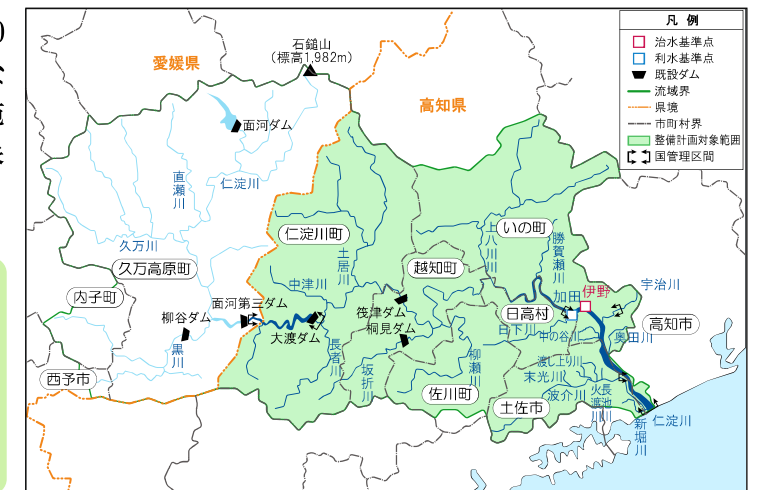 愛媛県
石鎚山
(標高1,982m)
高知県
凡 例
治水基準点
利水基準点
既設ダム
流域界
県境
市町村界
整備計画対象範囲
国管理区間
面河ダム
直瀬川
仁淀川
久万川
久万高原町
仁淀川町
土居川
上八川川
いの町
勝賀瀬川
越知町
中津川
内子町
面河第三ダム
柳谷ダム
大渡ダム
筏津ダム
桐見ダム
日高村
加田
伊野
宇治川
高知市
日下川
中の谷川
奥田川
黒川
長者川
坂折川
柳瀬川
渡し上り川
末光川
波介川
火渡川
長池川
西予市
佐川町
土佐市
新堀川
仁淀川